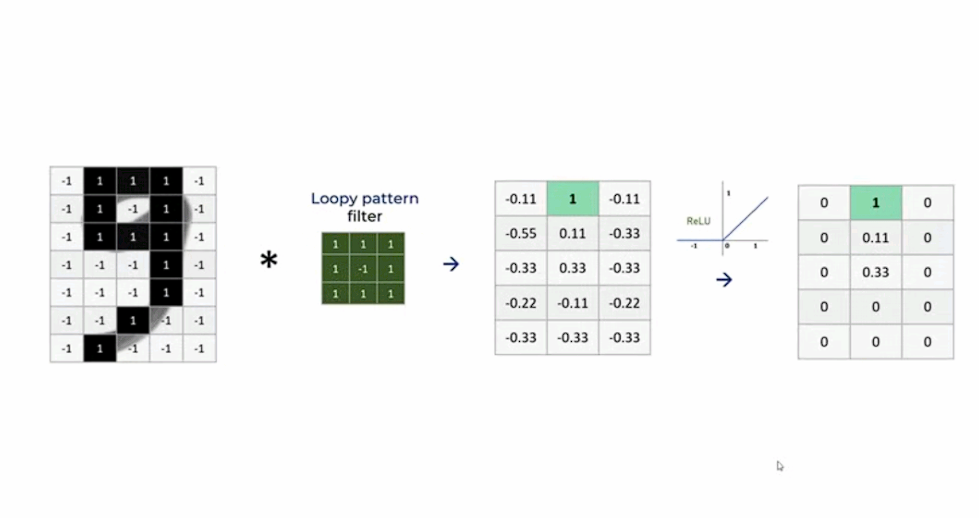 -1 1 1 1 -1
-1 1 -1 1 -1
-1 1 1 1 -1
-1 -1 -1 1 -1
-1 -1 -1 1 -1
-1 -1 1 -1 -1
-1 1 -1 -1 -1
*
Loopy pattern
filter
1 1 1
1 -1 1
1 1 1
→
-0.11 1 -0.11
-0.55 0.11 -0.33
-0.33 0.33 -0.33
-0.22 -0.11 -0.22
-0.33 -0.33 -0.33
1
ReLU
-1 0 1
→
0 1 0
0 0.11 0
0 0.33 0
0 0 0
0 0 0